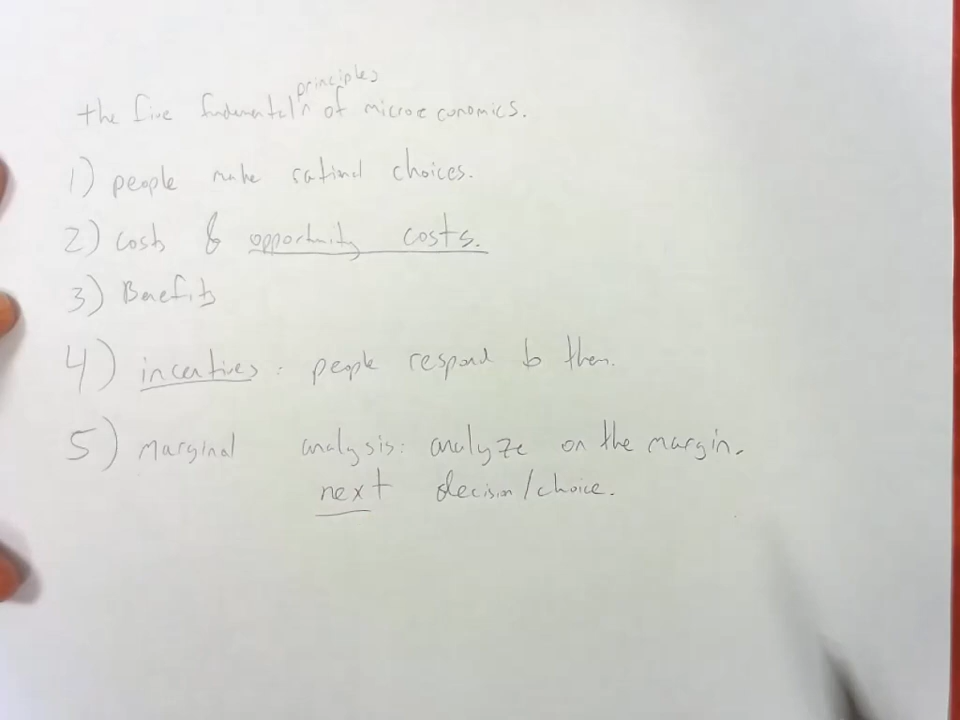 the five fundamental principles of microeconomics.
1) people make rational choices.
2) costs & opportunity costs.
3) Benefits
4) incentives: people respond to them.
5) Marginal analysis: analyze on the margin.
next decision/choice.